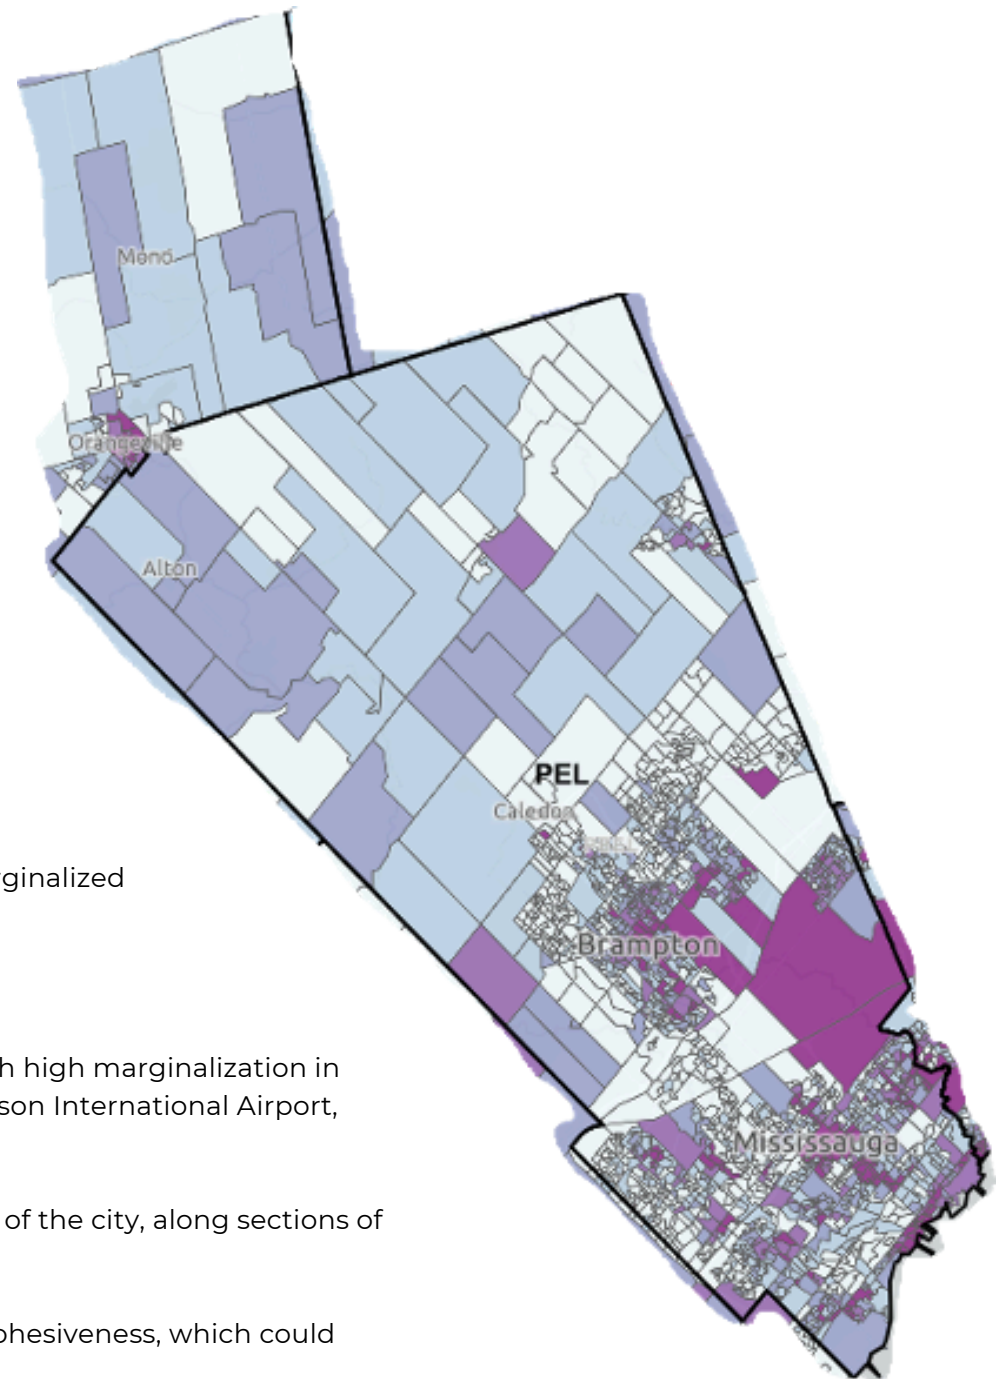 Mono
Orangeville
Alton
PEL
Caledon
PEEL
rginalized
Brampton
h high marginalization in
son International Airport,
Mississauga
of the city, along sections of
ohesiveness, which could